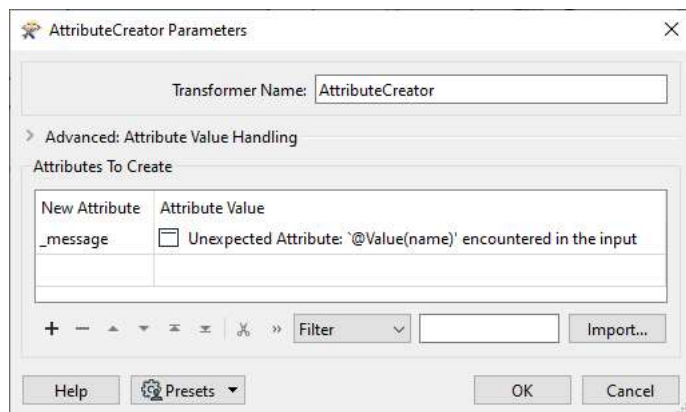 AttributeCreator Parameters
Transformer Name: AttributeCreator
Advanced: Attribute Value Handling
Attributes To Create
New Attribute Attribute Value
_message Unexpected Attribute: `@Value(name)' encountered in the input
Filter Import...
Help Presets OK Cancel